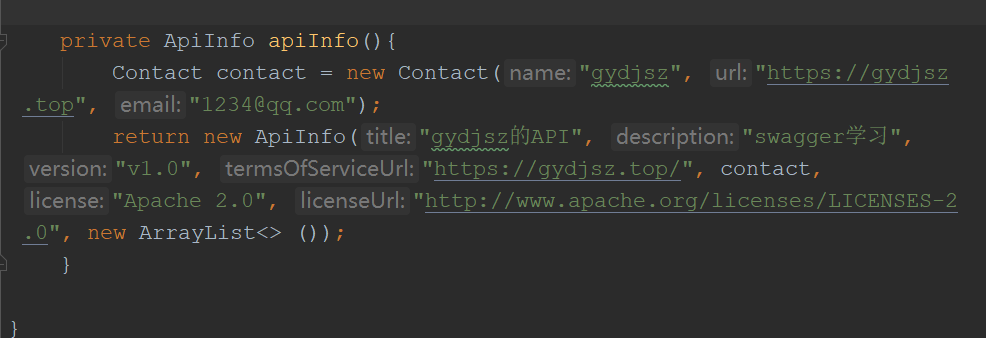 private ApiInfo apiInfo(){
Contact contact = new Contact( name: "gydjsz", url: "https://gydjsz
.top", email: "1234@qq.com");
return new ApiInfo( title: "gydjsz的API", description: "swagger学习",
version: "v1.0", termsOfServiceUrl: "https://gydjsz.top/", contact,
license: "Apache 2.0", licenseUrl: "http://www.apache.org/licenses/LICENSES-2
.0", new ArrayList<> ());
}
}